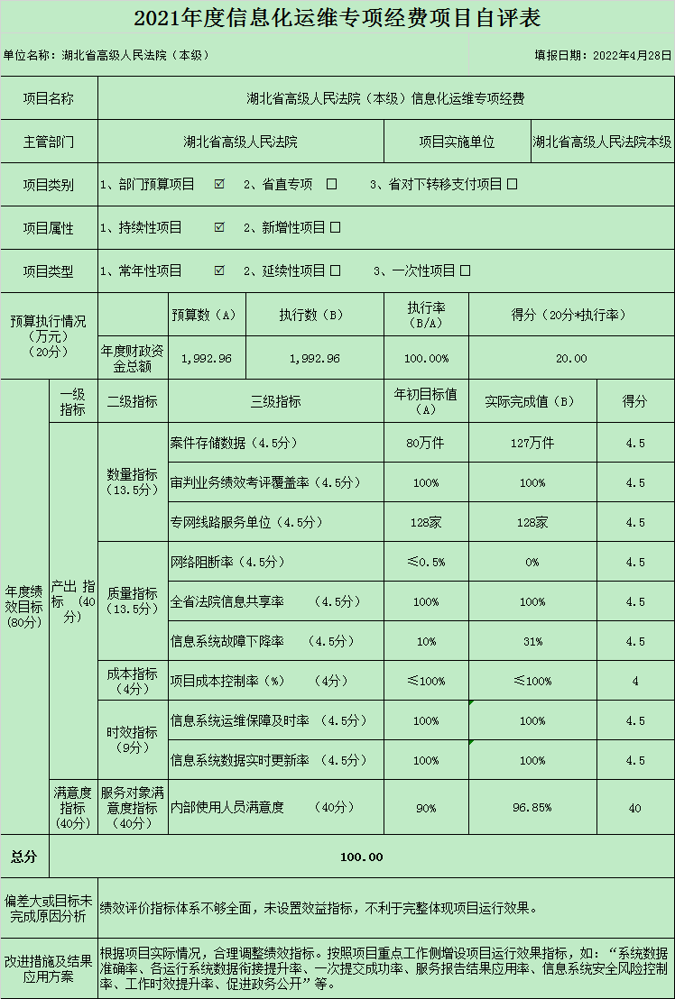 2021年度信息化运维专项经费项目自评表
单位名称：湖北省高级人民法院（本级） 填报日期：2022年4月28日
项目名称 湖北省高级人民法院（本级）信息化运维专项经费
主管部门 湖北省高级人民法院 项目实施单位 湖北省高级人民法院本级
项目类别 1、部门预算项目 ☑ 2、省直专项 □ 3、省对下转移支付项目 □
项目属性 1、持续性项目 ☑ 2、新增性项目 □
项目类型 1、常年性项目 ☑ 2、延续性项目 □ 3、一次性项目 □
预算执行情况
（万元）
（20分）
预算数（A） 执行数（B） 执行率
（B/A） 得分（20分*执行率）
年度财政资
金总额 1,992.96 1,992.96 100.00% 20.00
年度绩
效目标
(80分)
一级
指标 二级指标 三级指标 年初目标值
（A） 实际完成值（B） 得分
产出 指
标 （40
分）
数量指标
（13.5分）
案件存储数据（4.5分） 80万件 127万件 4.5
审判业务绩效考评覆盖率（4.5分） 100% 100% 4.5
专网线路服务单位（4.5分） 128家 128家 4.5
质量指标
（13.5分）
网络阻断率（4.5分） ≤0.5% 0% 4.5
全省法院信息共享率 （4.5分） 100% 100% 4.5
信息系统故障下降率 （4.5分） 10% 31% 4.5
成本指标
（4分）
项目成本控制率（%） （4分） ≤100% ≤100% 4
时效指标
（9分）
信息系统运维保障及时率 （4.5分） 100% 100% 4.5
信息系统数据实时更新率 （4.5分） 100% 100% 4.5
满意度
指标
(40分)
服务对象满
意度指标
（40分）
内部使用人员满意度 （40分） 90% 96.85% 40
总分 100.00
偏差大或目标未
完成原因分析
绩效评价指标体系不够全面，未设置效益指标，不利于完整体现项目运行效果。
改进措施及结果
应用方案
根据项目实际情况，合理调整绩效指标。按照项目重点工作侧增设项目运行效果指标，如：“系统数据
准确率、各运行系统数据衔接提升率、一次提交成功率、服务报告结果应用率、信息系统安全风险控制
率、工作时效提升率、促进政务公开”等。